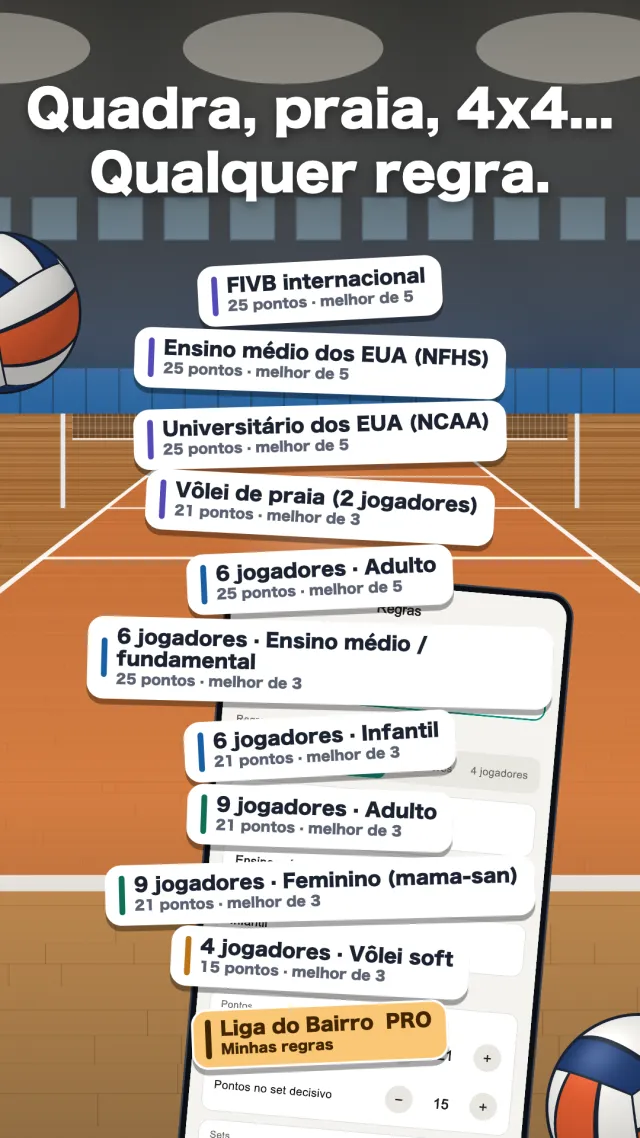 Quadra, praia, 4x4...
Qualquer regra.
FIVB internacional
25 pontos · melhor de 5
Ensino médio dos EUA (NFHS)
25 pontos · melhor de 5
Universitário dos EUA (NCAA)
25 pontos · melhor de 5
Vôlei de praia (2 jogadores)
21 pontos · melhor de 3
6 jogadores · Adulto
25 pontos · melhor de 5
Regras
6 jogadores · Ensino médio /
fundamental
25 pontos · melhor de 3
6 jogadores · Infantil
21 pontos · melhor de 3
4 jogadores
9 jogadores · Adulto
21 pontos · melhor de 3
9 jogadores · Feminino (mama-san)
21 pontos · melhor de 3
4 jogadores · Vôlei soft
15 pontos · melhor de 3
Pontos
Liga do Bairro PRO
Minhas regras
+
Pontos no set decisivo
− 15 +
Sets